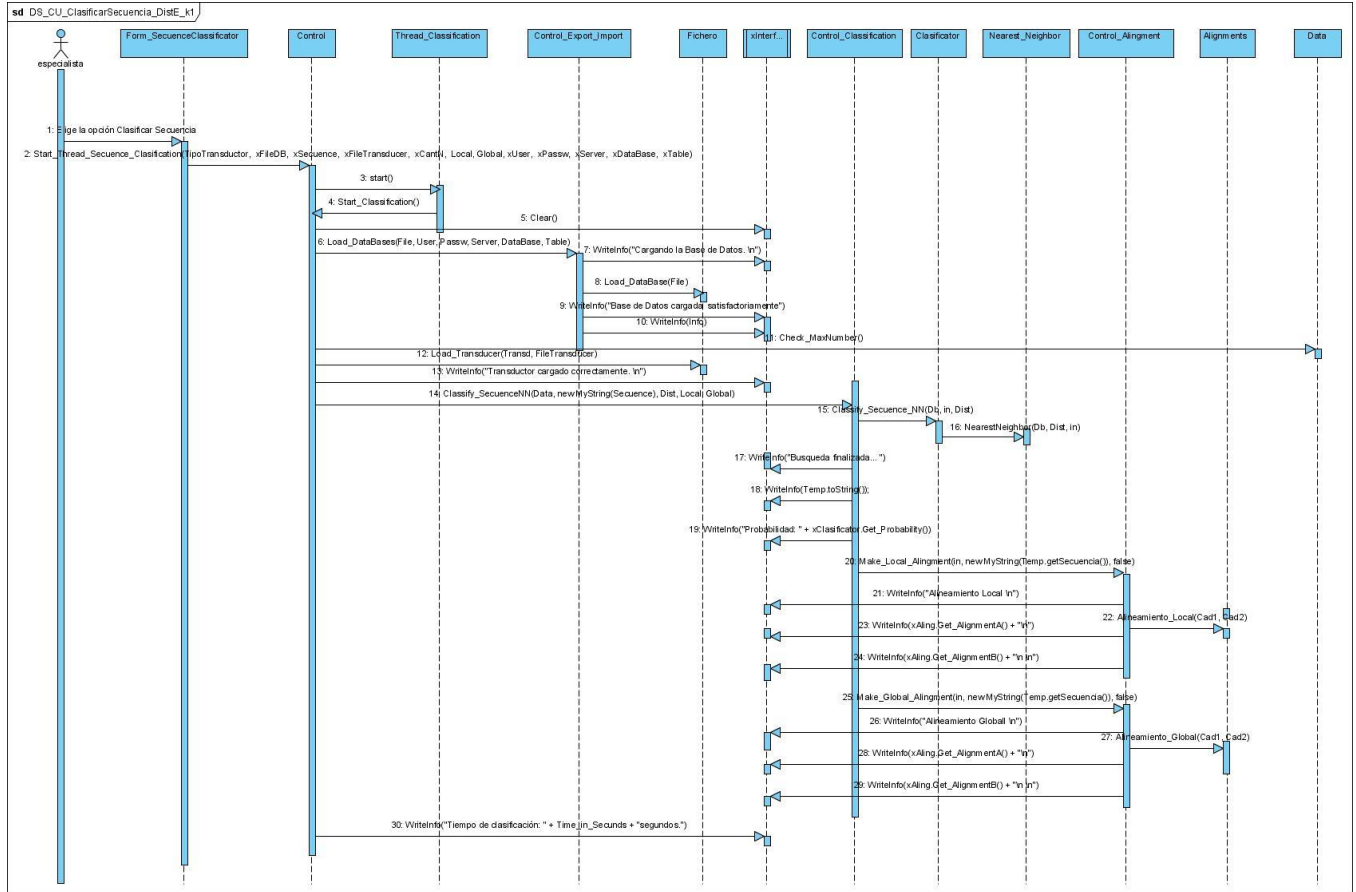 sd DS_CU_ClasificarSecuencia_DistE_k1
Form_SecuenceClassificator
Control
Thread_Classification
Control_Export_Import
Fichero
xInterf...
Control_Classification
Clasificator
Nearest_Neighbor
Control_Alingment
Alignments
Data
especialista
1: Elige la opción Clasificar Secuencia
2: Start_Thread_Secuence_Clasification(TipoTransductor, xFileDB, xSequence, xFileTransducer, xCantN, Local, Global, xUser, xPassw, xServer, xDataBase, xTable)
3: start()
4: Start_Classification()
5: Clear()
6: Load_DataBases(File, User, Passw, Server, DataBase, Table)
7: WriteInfo("Cargando la Base de Datos. \n")
8: Load_DataBase(File)
9: WriteInfo("Base de Datos cargada satisfactoriamente")
10: WriteInfo(Info)
11: Check_MaxNumber()
12: Load_Transducer(Transd, FileTransducer)
13: WriteInfo("Transductor cargado correctamente. \n")
14: Classify_SecuenceNN(Data, newMyString(Secuence), Dist, Local, Global)
15: Classify_Secuence_NN(Db, in, Dist)
16: NearestNeighbor(Db, Dist, in)
17: WriteInfo("Busqueda finalizada... ")
18: WriteInfo(Temp.toString());
19: WriteInfo("Probabilidad: " + xClasificator.Get_Probability())
20: Make_Local_Alingment(in, newMyString(Temp.getSecuencia()), false)
21: WriteInfo("Alineamiento Local \n")
22: Alineamiento_Local(Cad1, Cad2)
23: WriteInfo(xAling.Get_AlignmentA() + "\n")
24: WriteInfo(xAling.Get_AlignmentB() + "\n \n")
25: Make_Global_Alingment(in, newMyString(Temp.getSecuencia()), false)
26: WriteInfo("Alineamiento Globall \n")
27: Alineamiento_Global(Cad1, Cad2)
28: WriteInfo(xAling.Get_AlignmentA() + "\n")
29: WriteInfo(xAling.Get_AlignmentB() + "\n \n")
30: WriteInfo("Tiempo de clasificación: " + Time_in_Secunds + "segundos.")